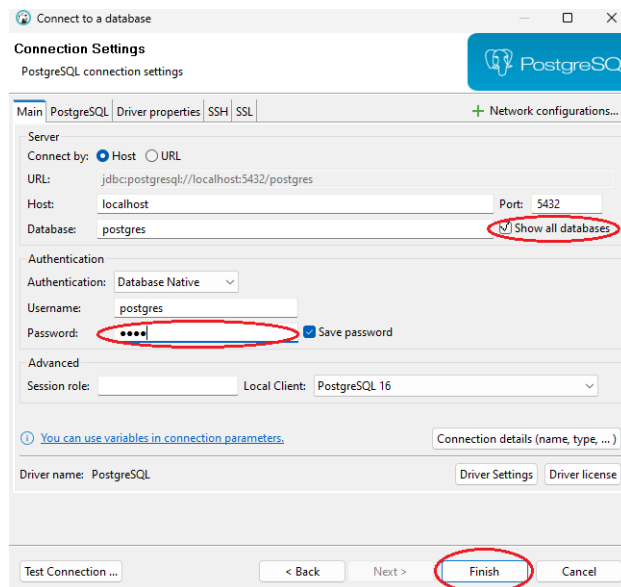 Connect to a database
Connection Settings
PostgreSQL connection settings
PostgreSQ
Main PostgreSQL Driver properties SSH SSL
Network configurations...
Server
Connect by: Host URL
URL: jdbc:postgresql://localhost:5432/postgres
Host: localhost Port: 5432
Database: postgres Show all databases
Authentication
Authentication: Database Native
Username: postgres
Password: ●●●● Save password
Advanced
Session role: Local Client: PostgreSQL 16
You can use variables in connection parameters.
Connection details (name, type, ... )
Driver name: PostgreSQL Driver Settings Driver license
Test Connection ... < Back Next > Finish Cancel